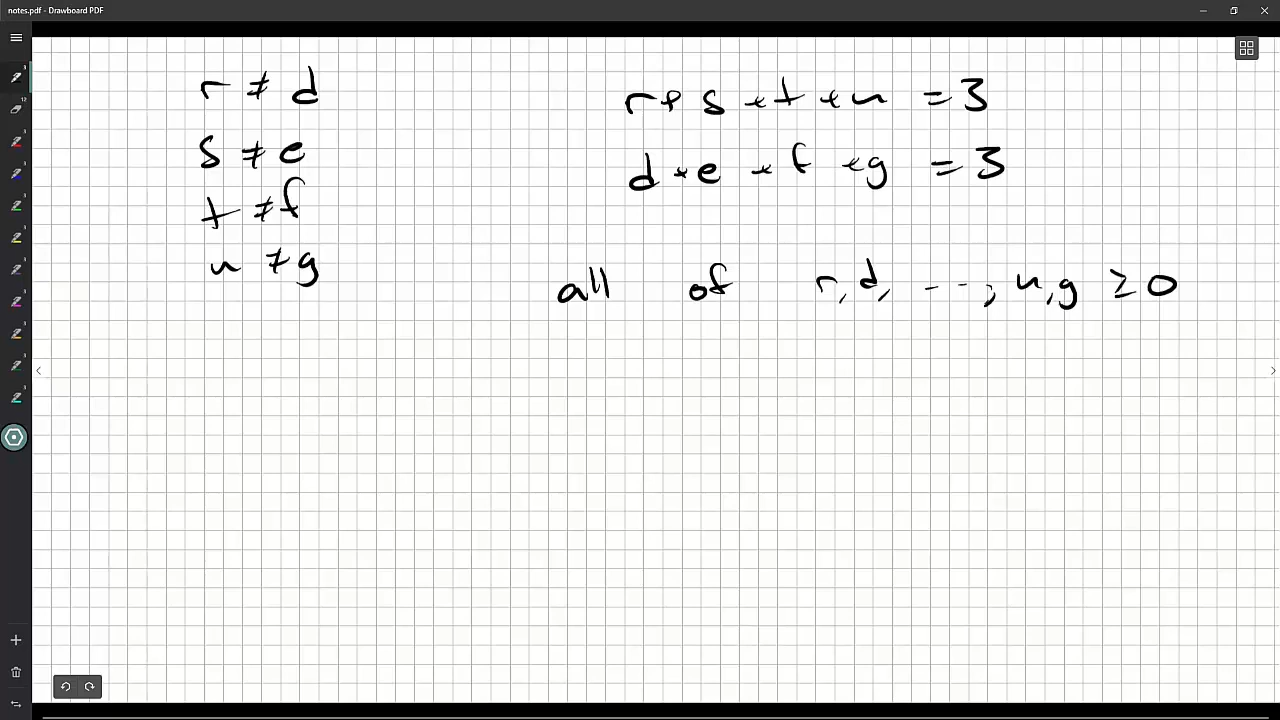 notes.pdf - Drawboard PDF
r ≠ d
s ≠ e
t ≠ f
u ≠ g
r + s + t + u = 3
d + e + f + g = 3
all of r, d, ..., u, g ≥ 0